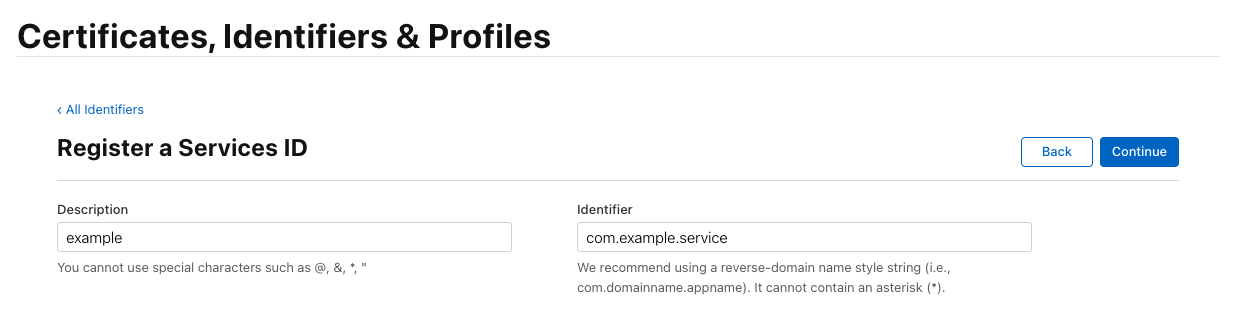 Certificates, Identifiers & Profiles
‹ All Identifiers
Register a Services ID
Back
Continue
Description
example
You cannot use special characters such as @, &, *, "
Identifier
com.example.service
We recommend using a reverse-domain name style string (i.e.,
com.domainname.appname). It cannot contain an asterisk (*).